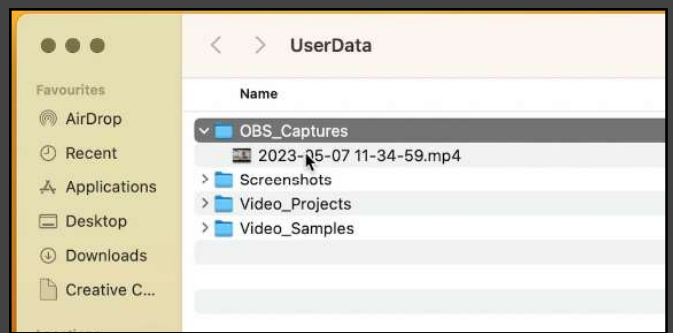 UserData
Favourites
AirDrop
Recent
Applications
Desktop
Downloads
Creative C...
Name
OBS_Captures
2023-05-07 11-34-59.mp4
Screenshots
Video_Projects
Video_Samples